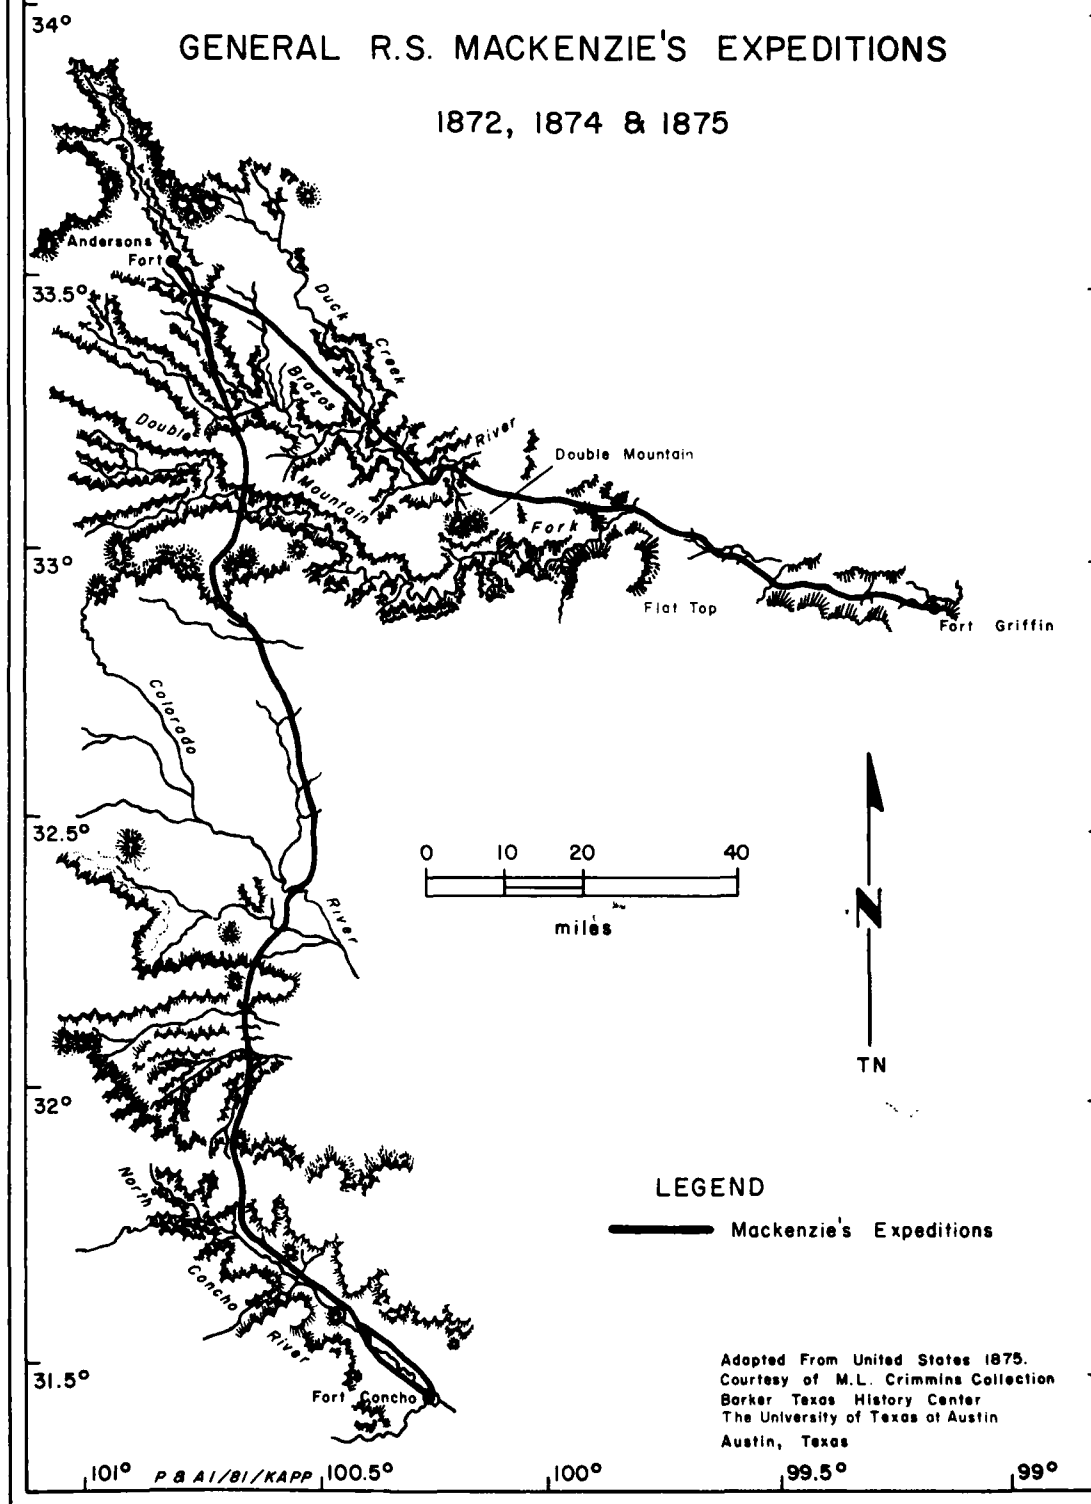 34°
GENERAL R.S. MACKENZIE'S EXPEDITIONS
1872, 1874 & 1875
Andersons
Fort
33.5°
Duck
Creek
Brazos
River
Double
Mountain
Fork
Double Mountain
33°
Flat Top
Fort Griffin
Colorado
River
32.5°
0 10 20 40
miles
N
TN
32°
North
Concho
River
LEGEND
Mackenzie's Expeditions
31.5°
Fort Concho
Adapted From United States 1875.
Courtesy of M.L. Crimmins Collection
Barker Texas History Center
The University of Texas at Austin
Austin, Texas
P & A1/81/KAPP
101° 100.5° 100° 99.5° 99°